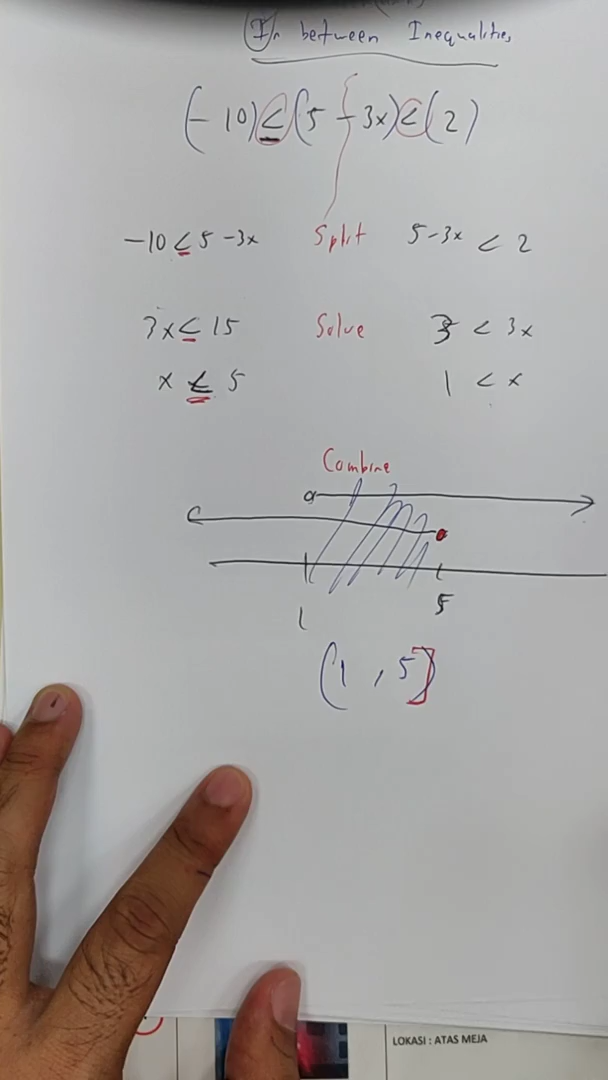 In between Inequalities
(-10) ≤ (5 - 3x) < (2)
-10 ≤ 5 - 3x Split 5-3x < 2
3x ≤ 15 Solve 3 < 3x
x ≤ 5 1 < x
Combine
1 5
(1 , 5]
LOKASI : ATAS MEJA